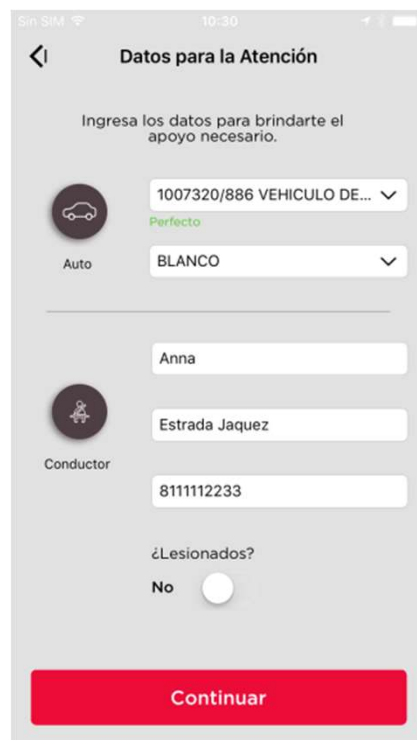 Sin SIM 10:30
Datos para la Atención
Ingresa los datos para brindarte el
apoyo necesario.
1007320/886 VEHICULO DE...
Perfecto
Auto
BLANCO
Anna
Estrada Jaquez
Conductor
8111112233
¿Lesionados?
No
Continuar